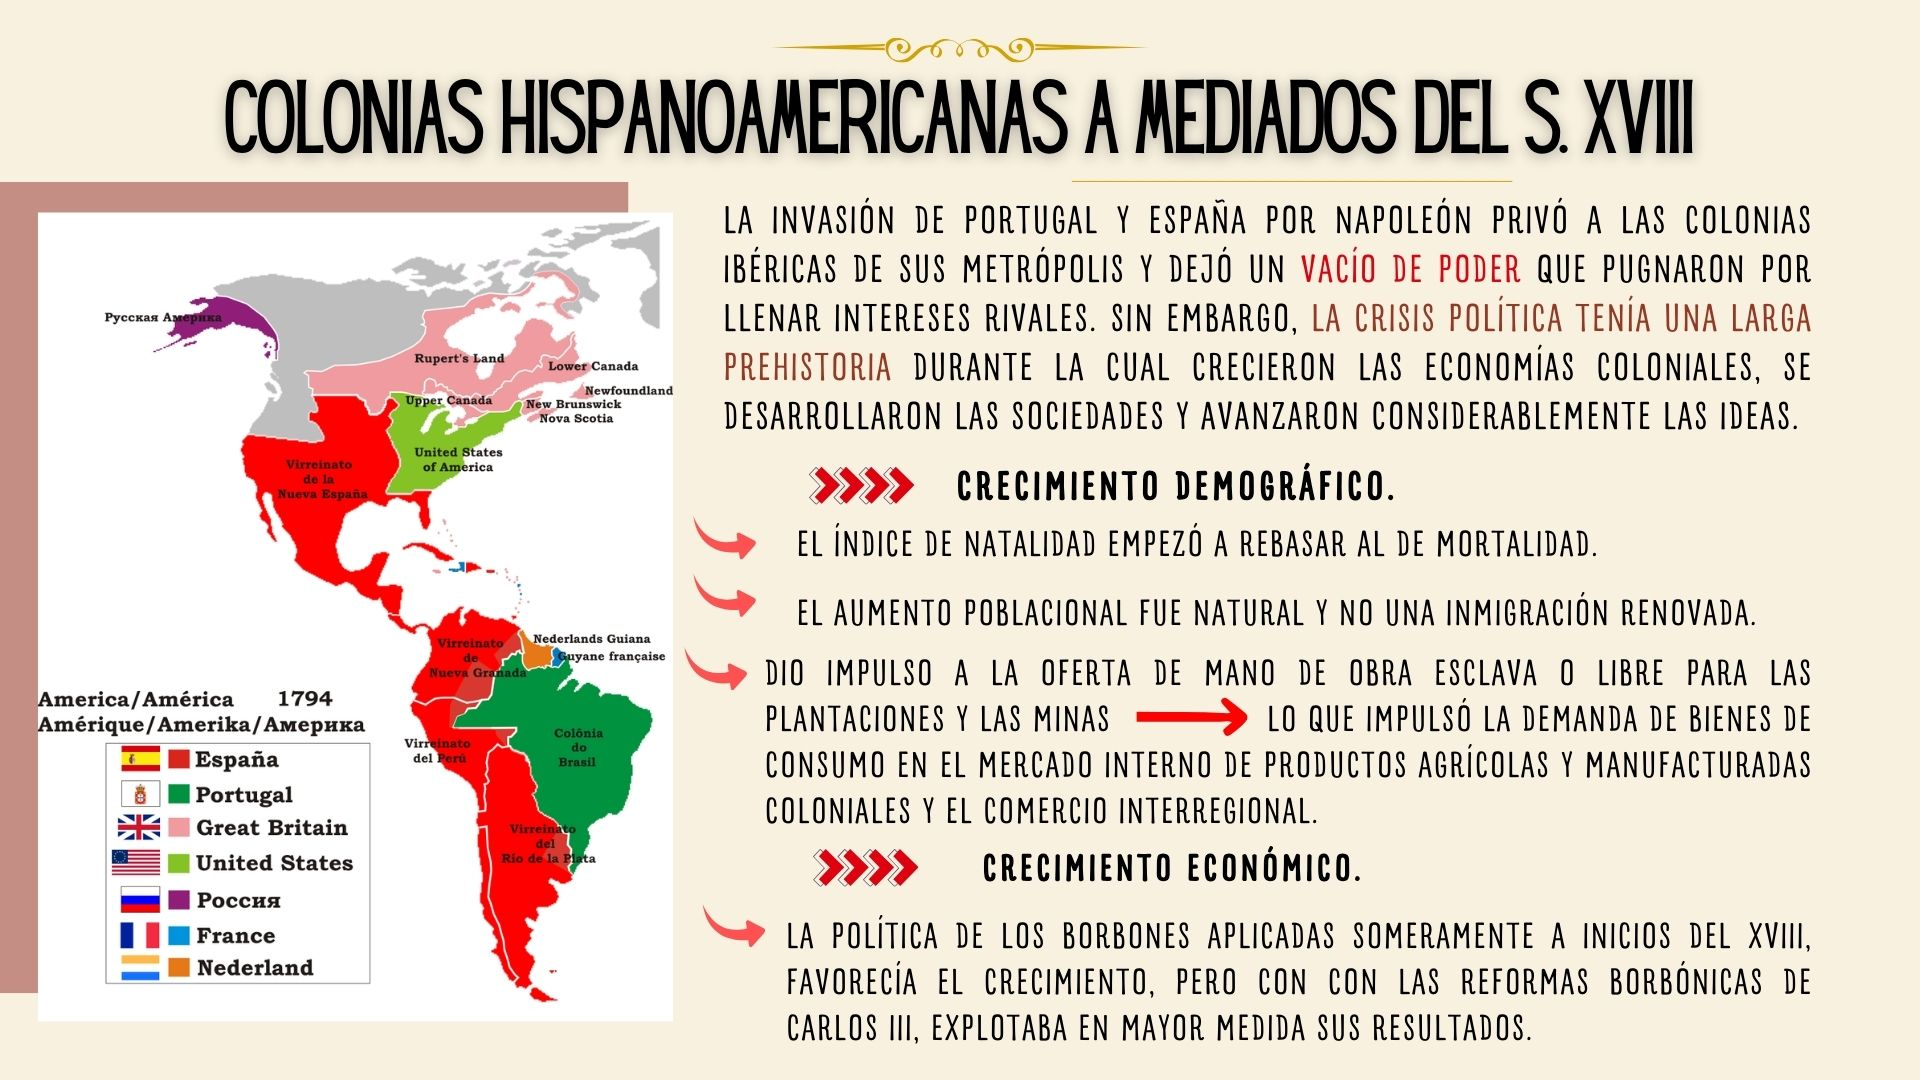 COLONIAS HISPANOAMERICANAS A MEDIADOS DEL S. XVIII
Русская Америка
Rupert's Land
Lower Canada
Newfoundland
Upper Canada
New Brunswick
Nova Scotia
United States
of America
Virreinato
de la
Nueva España
Virreinato
de
Nueva Granada
Nederlands Guiana
Guyane française
Virreinato
del Perú
Colônia
do
Brasil
Virreinato
del
Río de la Plata
America/América 1794
Amérique/Amerika/Америка
España
Portugal
Great Britain
United States
Россия
France
Nederland
LA INVASIÓN DE PORTUGAL Y ESPAÑA POR NAPOLEÓN PRIVÓ A LAS COLONIAS
IBÉRICAS DE SUS METRÓPOLIS Y DEJÓ UN VACÍO DE PODER QUE PUGNARON POR
LLENAR INTERESES RIVALES. SIN EMBARGO, LA CRISIS POLÍTICA TENÍA UNA LARGA
PREHISTORIA DURANTE LA CUAL CRECIERON LAS ECONOMÍAS COLONIALES, SE
DESARROLLARON LAS SOCIEDADES Y AVANZARON CONSIDERABLEMENTE LAS IDEAS.
CRECIMIENTO DEMOGRÁFICO.
EL ÍNDICE DE NATALIDAD EMPEZÓ A REBASAR AL DE MORTALIDAD.
EL AUMENTO POBLACIONAL FUE NATURAL Y NO UNA INMIGRACIÓN RENOVADA.
DIO IMPULSO A LA OFERTA DE MANO DE OBRA ESCLAVA O LIBRE PARA LAS
PLANTACIONES Y LAS MINAS LO QUE IMPULSÓ LA DEMANDA DE BIENES DE
CONSUMO EN EL MERCADO INTERNO DE PRODUCTOS AGRÍCOLAS Y MANUFACTURADAS
COLONIALES Y EL COMERCIO INTERREGIONAL.
CRECIMIENTO ECONÓMICO.
LA POLÍTICA DE LOS BORBONES APLICADAS SOMERAMENTE A INICIOS DEL XVIII,
FAVORECÍA EL CRECIMIENTO, PERO CON CON LAS REFORMAS BORBÓNICAS DE
CARLOS III, EXPLOTABA EN MAYOR MEDIDA SUS RESULTADOS.